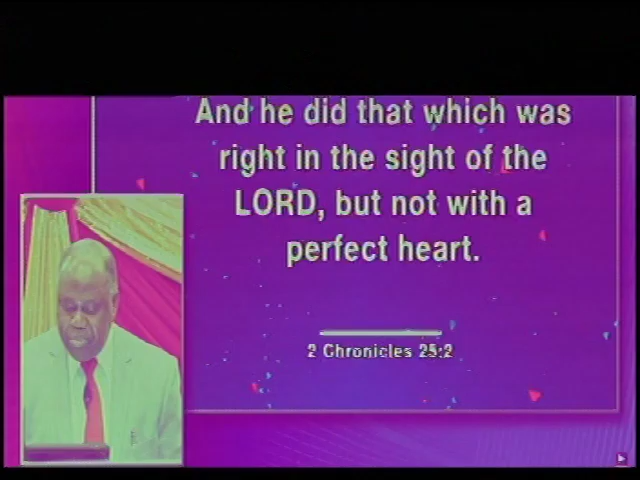 And he did that which was
right in the sight of the
LORD, but not with a
perfect heart.
2 Chronicles 25:2